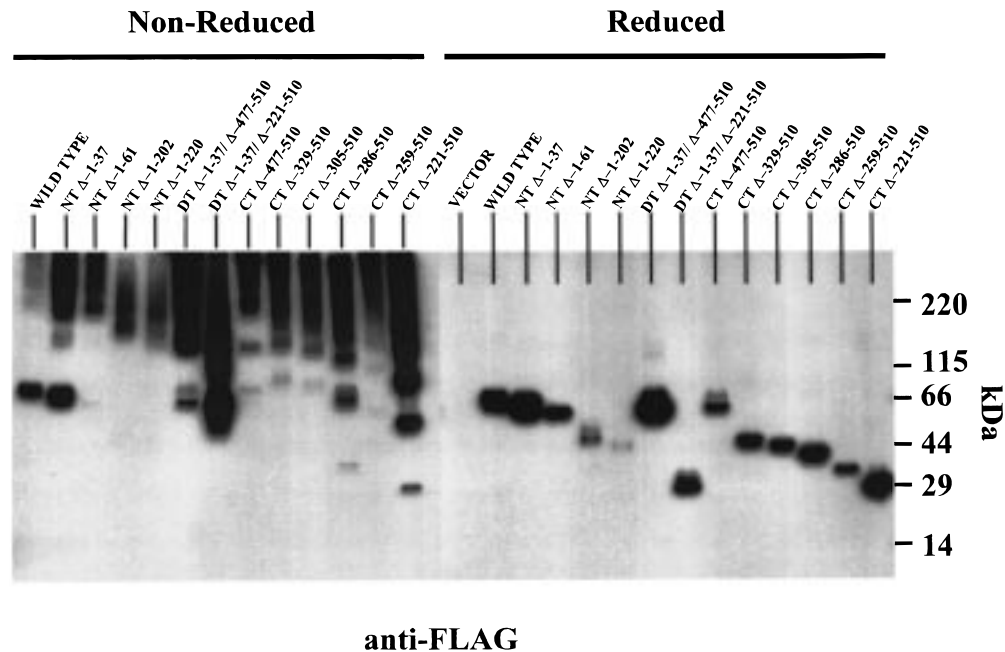 Non-Reduced
Reduced
WILD TYPE
NT Δ-1-37
NT Δ-1-61
NT Δ-1-202
NT Δ-1-220
DT Δ-1-37/ Δ-477-510
DT Δ-1-37/ Δ-221-510
CT Δ-477-510
CT Δ-329-510
CT Δ-305-510
CT Δ-286-510
CT Δ-259-510
CT Δ-221-510
VECTOR
WILD TYPE
NT Δ-1-37
NT Δ-1-61
NT Δ-1-202
NT Δ-1-220
DT Δ-1-37/ Δ-477-510
DT Δ-1-37/ Δ-221-510
CT Δ-477-510
CT Δ-329-510
CT Δ-305-510
CT Δ-286-510
CT Δ-259-510
CT Δ-221-510
220
115
66
44
29
14
kDa
anti-FLAG